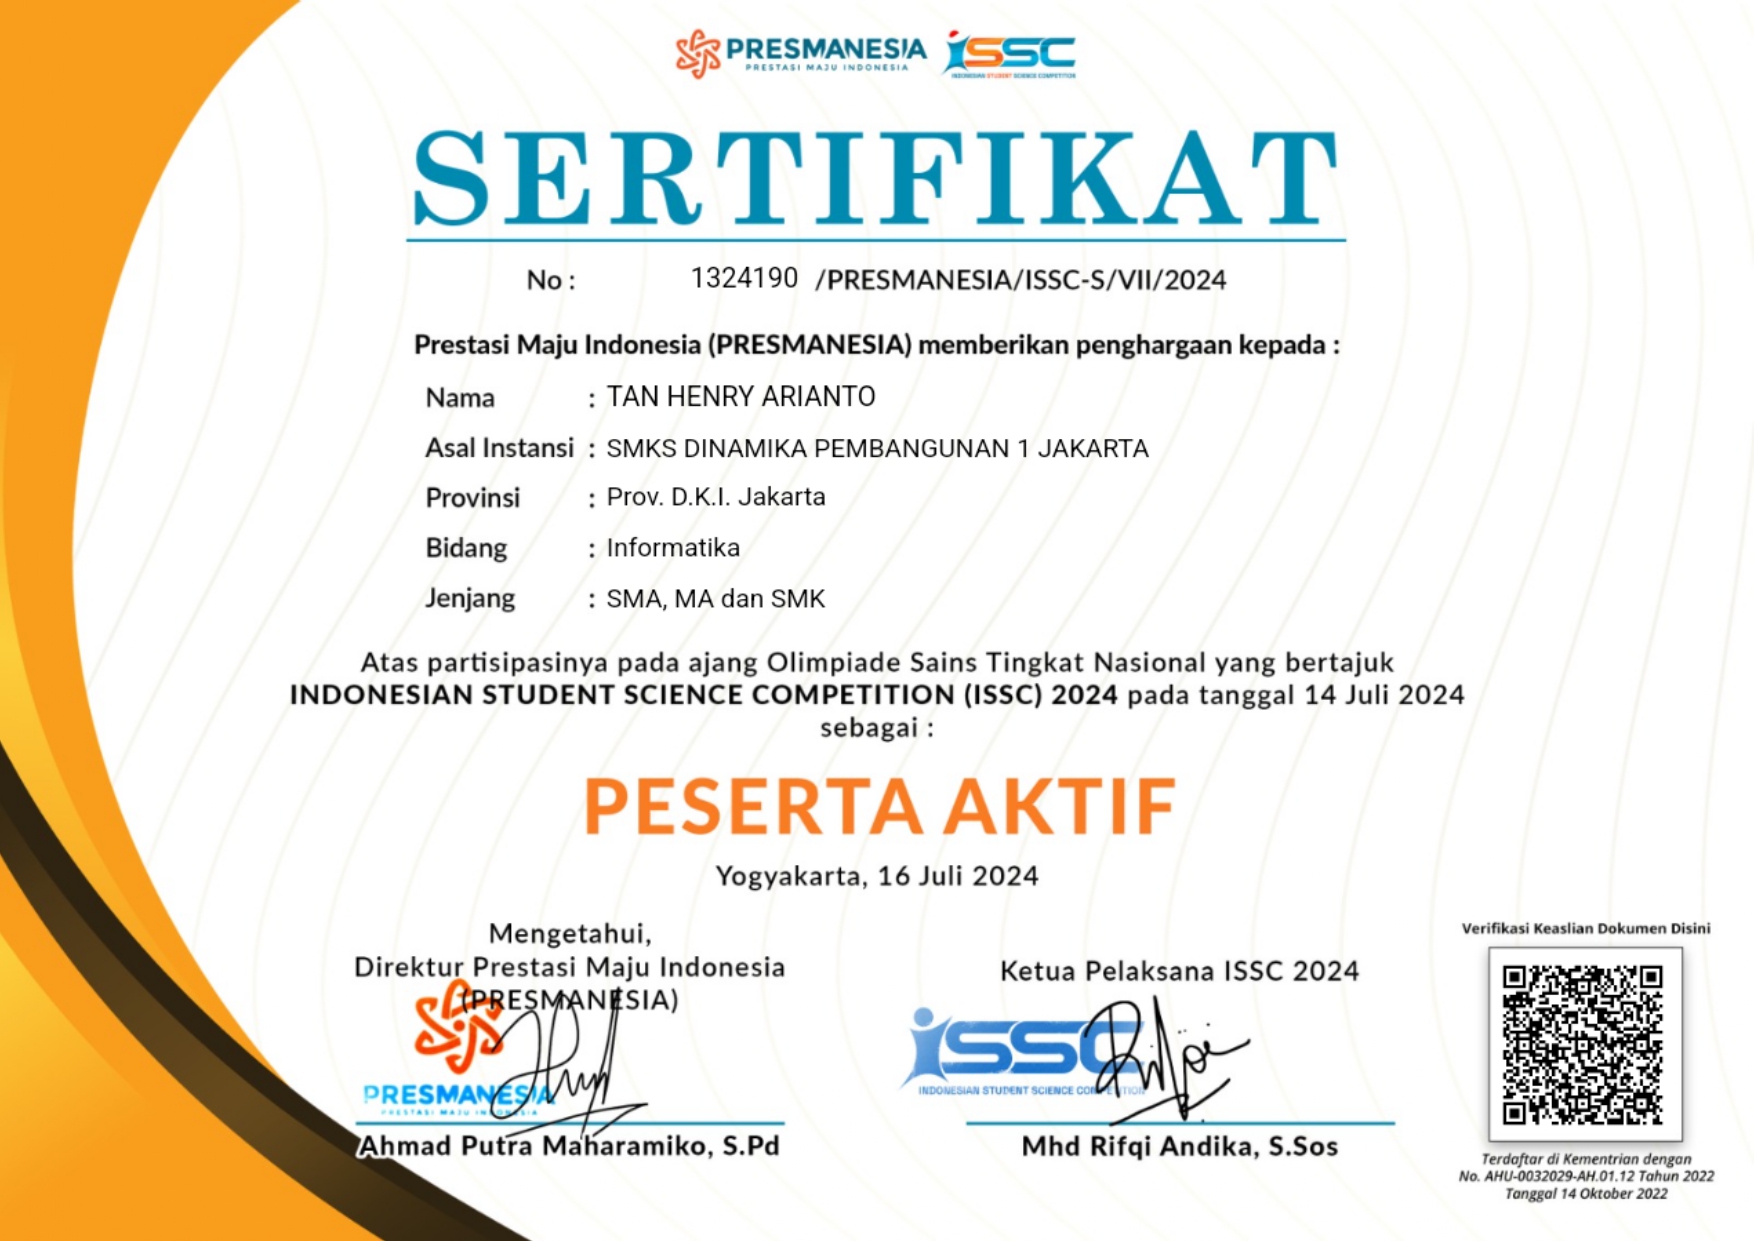 PRESMANESIA
PRESTASI MAJU INDONESIA
ISSC
INDONESIAN STUDENT SCIENCE COMPETITION
SERTIFIKAT
No : 1324190 /PRESMANESIA/ISSC-S/VII/2024
Prestasi Maju Indonesia (PRESMANESIA) memberikan penghargaan kepada :
Nama : TAN HENRY ARIANTO
Asal Instansi : SMKS DINAMIKA PEMBANGUNAN 1 JAKARTA
Provinsi : Prov. D.K.I. Jakarta
Bidang : Informatika
Jenjang : SMA, MA dan SMK
Atas partisipasinya pada ajang Olimpiade Sains Tingkat Nasional yang bertajuk
INDONESIAN STUDENT SCIENCE COMPETITION (ISSC) 2024 pada tanggal 14 Juli 2024
sebagai :
PESERTA AKTIF
Yogyakarta, 16 Juli 2024
Mengetahui,
Direktur Prestasi Maju Indonesia
(PRESMANESIA)
PRESMANESIA
PRESTASI MAJU INDONESIA
Ahmad Putra Maharamiko, S.Pd
Ketua Pelaksana ISSC 2024
ISSC
INDONESIAN STUDENT SCIENCE COMPETITION
Mhd Rifqi Andika, S.Sos
Verifikasi Keaslian Dokumen Disini
Terdaftar di Kementrian dengan
No. AHU-0032029-AH.01.12 Tahun 2022
Tanggal 14 Oktober 2022